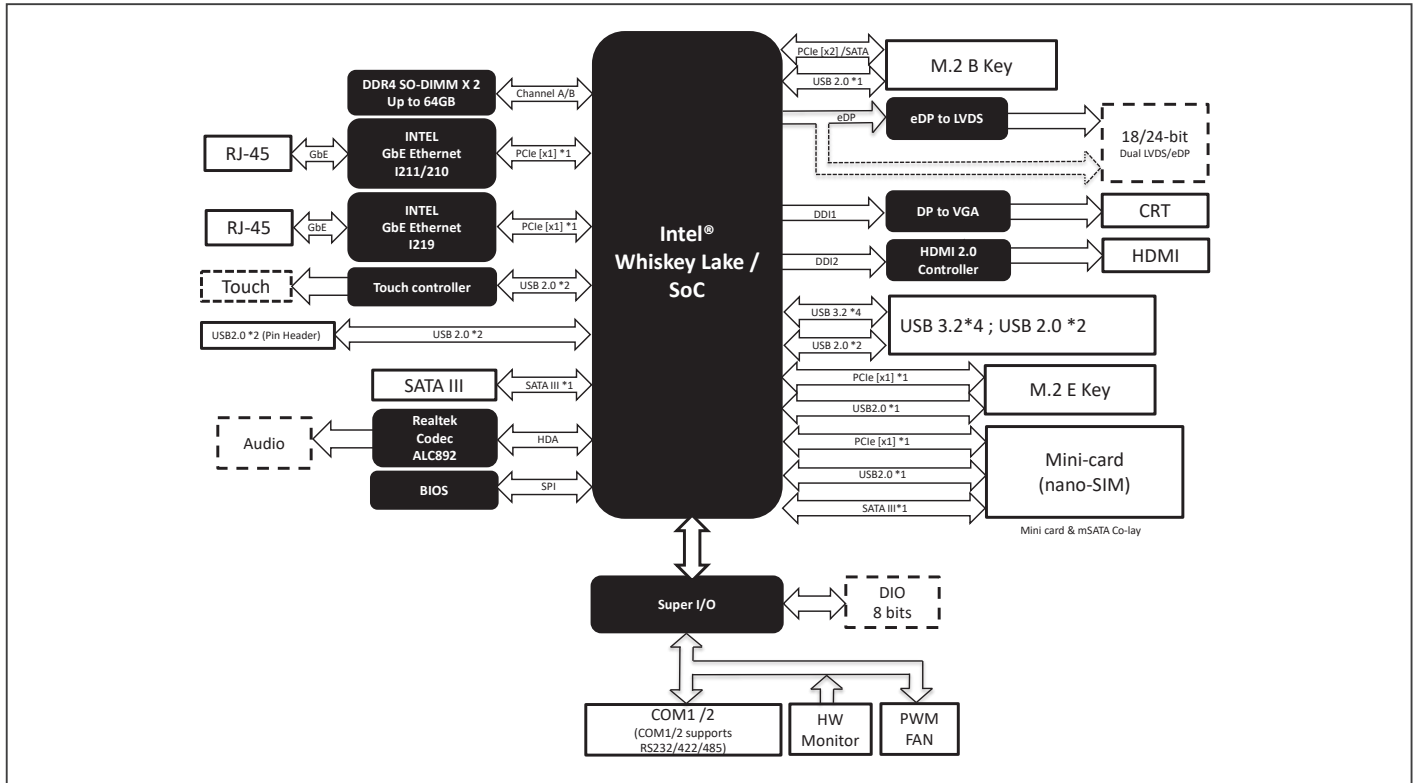 DDR4 SO-DIMM X 2
Up to 64GB
Channel A/B
RJ-45
GbE
INTEL
GbE Ethernet
I211/210
PCIe [x1] *1
RJ-45
GbE
INTEL
GbE Ethernet
I219
PCIe [x1] *1
Touch
Touch controller
USB 2.0 *2
USB2.0 *2 (Pin Header)
USB 2.0 *2
SATA III
SATA III *1
Audio
Realtek
Codec
ALC892
HDA
BIOS
SPI
Intel®
Whiskey Lake /
SoC
PCIe [x2] /SATA
USB 2.0 *1
M.2 B Key
eDP
eDP to LVDS
18/24-bit
Dual LVDS/eDP
DDI1
DP to VGA
CRT
DDI2
HDMI 2.0
Controller
HDMI
USB 3.2*4
USB 2.0 *2
USB 3.2*4 ; USB 2.0 *2
PCIe [x1] *1
USB2.0 *1
M.2 E Key
PCIe [x1] *1
USB2.0 *1
SATA III*1
Mini-card
(nano-SIM)
Mini card & mSATA Co-lay
Super I/O
DIO
8 bits
COM1 /2
(COM1/2 supports
RS232/422/485)
HW
Monitor
PWM
FAN